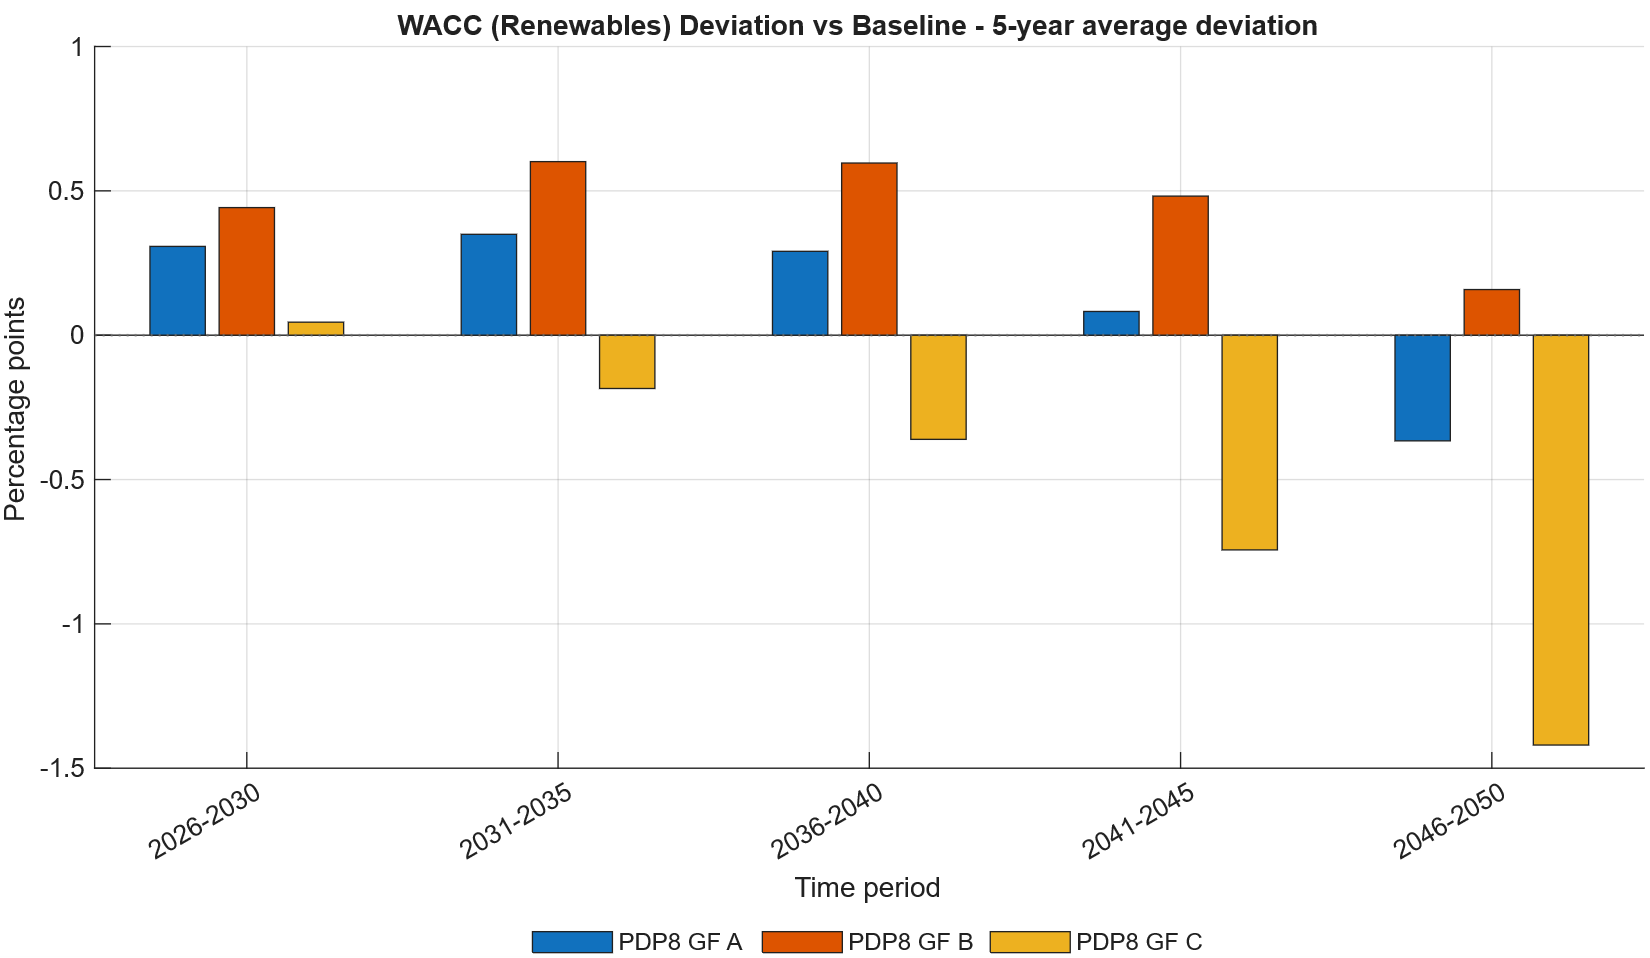 WACC (Renewables) Deviation vs Baseline - 5-year average deviation
1
0.5
0
-0.5
-1
-1.5
Percentage points
2026-2030
2031-2035
2036-2040
2041-2045
2046-2050
Time period
PDP8 GF A
PDP8 GF B
PDP8 GF C